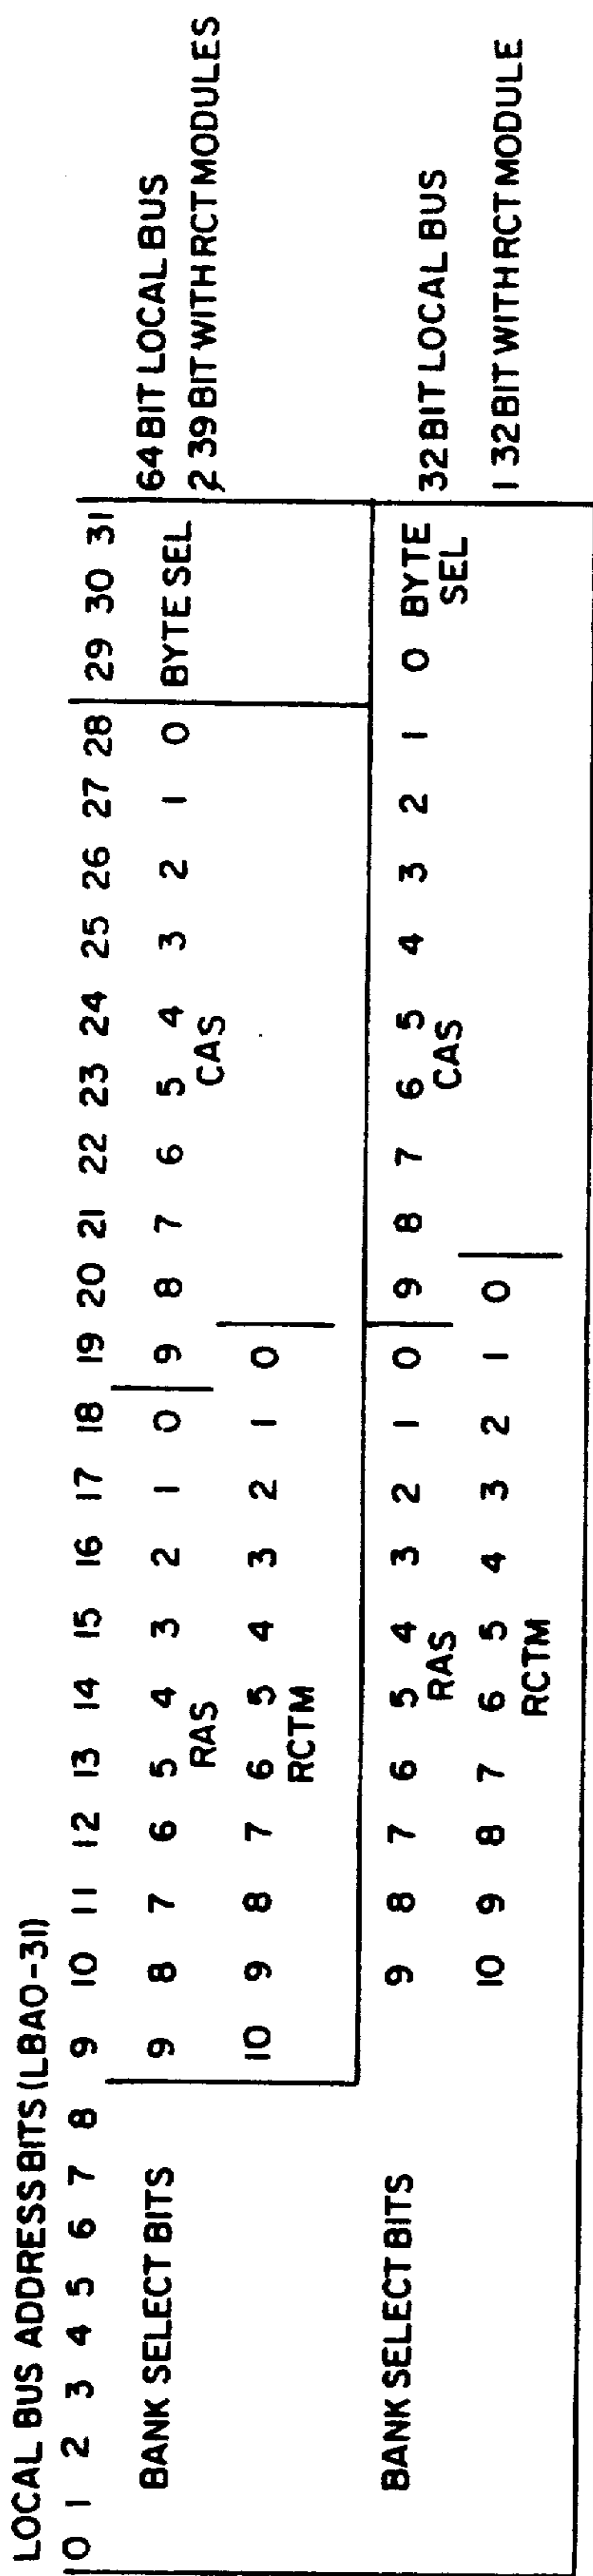 LOCAL BUS ADDRESS BITS (LBA0-31)
0 1 2 3 4 5 6 7 8 9 10 11 12 13 14 15 16 17 18 19 20 21 22 23 24 25 26 27 28 29 30 31
BANK SELECT BITS 9 8 7 6 5 4 3 2 1 0 9 8 7 6 5 4 3 2 1 0 BYTE SEL 64 BIT LOCAL BUS
RAS CAS 2 39 BIT WITH RCT MODULES
10 9 8 7 6 5 4 3 2 1 0
RCTM
BANK SELECT BITS 9 8 7 6 5 4 3 2 1 0 9 8 7 6 5 4 3 2 1 0 BYTE SEL 32 BIT LOCAL BUS
RAS CAS
10 9 8 7 6 5 4 3 2 1 0 1 32 BIT WITH RCT MODULE
RCTM